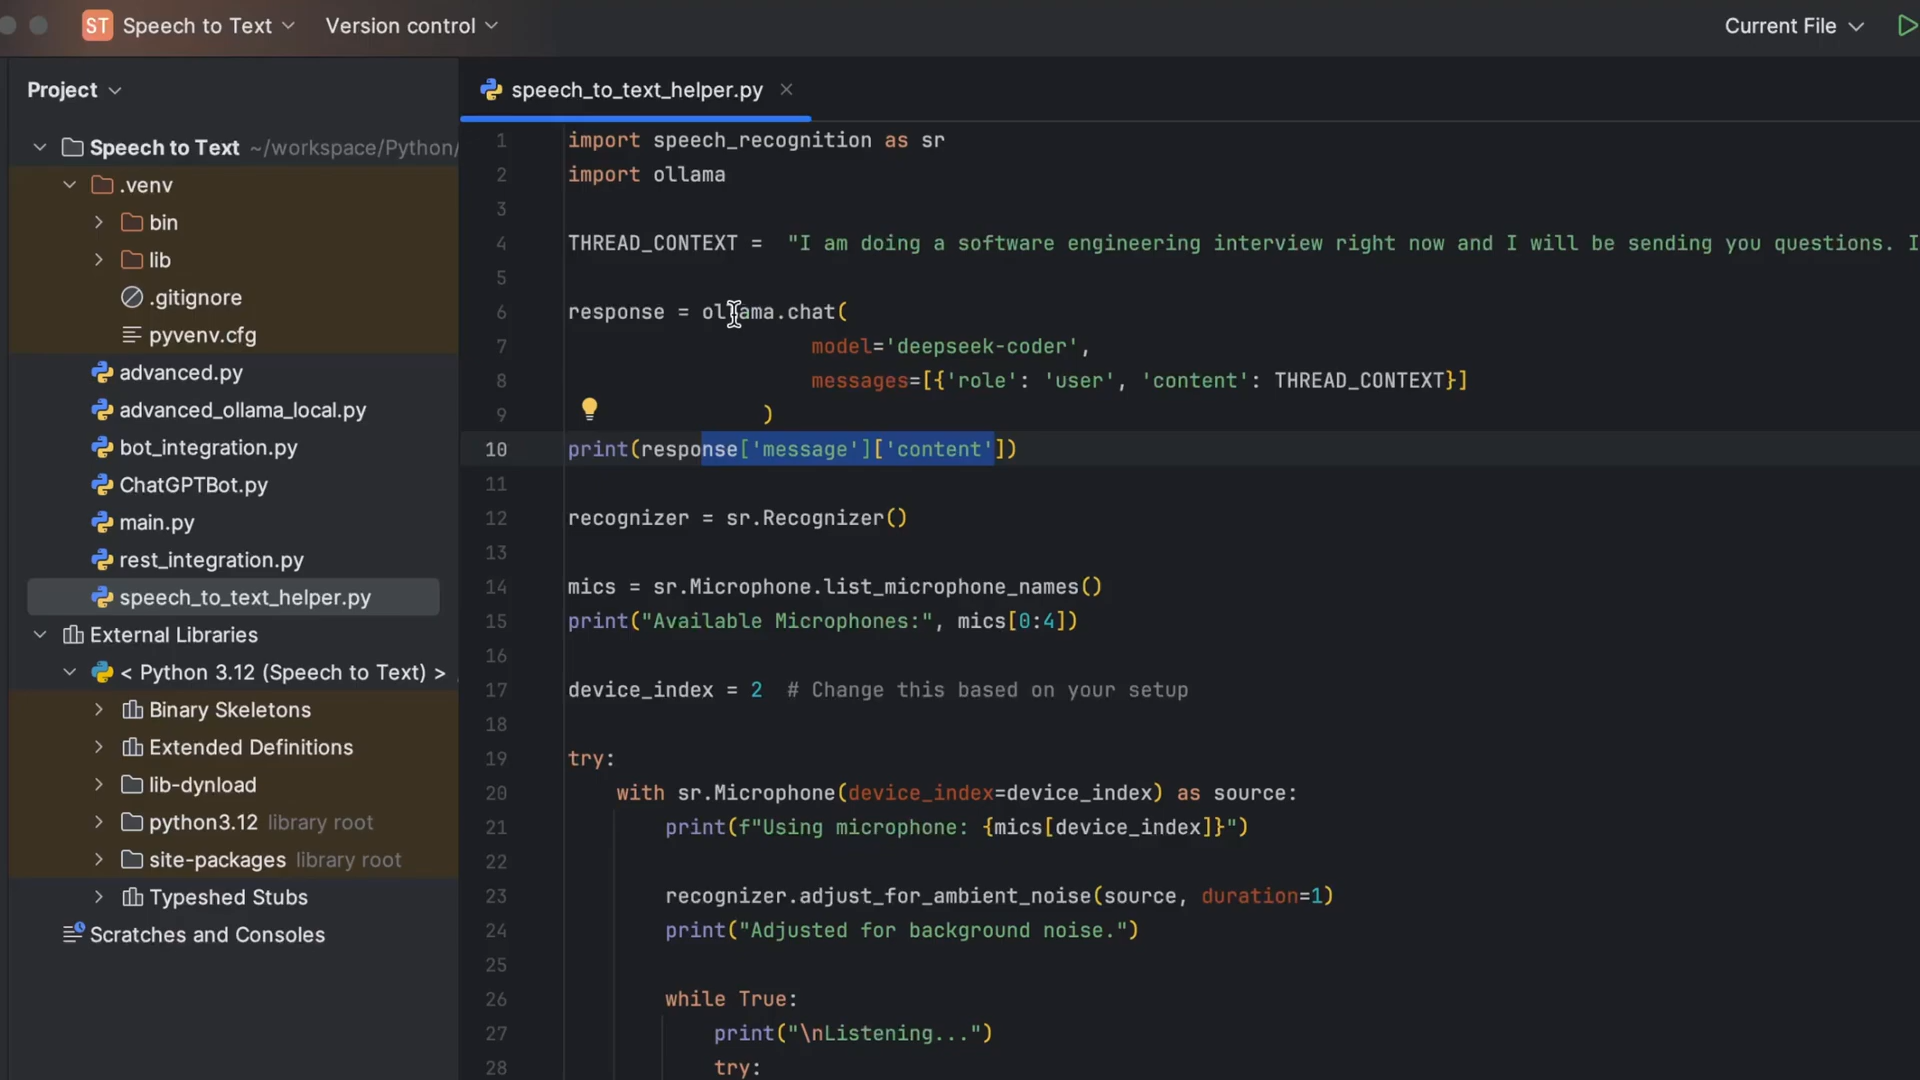 ST Speech to Text Version control Current File
Project
speech_to_text_helper.py
Speech to Text ~/workspace/Python/
.venv
bin
lib
.gitignore
pyvenv.cfg
advanced.py
advanced_ollama_local.py
bot_integration.py
ChatGPTBot.py
main.py
rest_integration.py
speech_to_text_helper.py
External Libraries
< Python 3.12 (Speech to Text) >
Binary Skeletons
Extended Definitions
lib-dynload
python3.12 library root
site-packages library root
Typeshed Stubs
Scratches and Consoles
1 import speech_recognition as sr
2 import ollama
3
4 THREAD_CONTEXT = "I am doing a software engineering interview right now and I will be sending you questions. I
5
6 response = ollama.chat(
7 model='deepseek-coder',
8 messages=[{'role': 'user', 'content': THREAD_CONTEXT}]
9 )
10 print(response['message']['content'])
11
12 recognizer = sr.Recognizer()
13
14 mics = sr.Microphone.list_microphone_names()
15 print("Available Microphones:", mics[0:4])
16
17 device_index = 2 # Change this based on your setup
18
19 try:
20 with sr.Microphone(device_index=device_index) as source:
21 print(f"Using microphone: {mics[device_index]}")
22
23 recognizer.adjust_for_ambient_noise(source, duration=1)
24 print("Adjusted for background noise.")
25
26 while True:
27 print("\nListening...")
28 try: